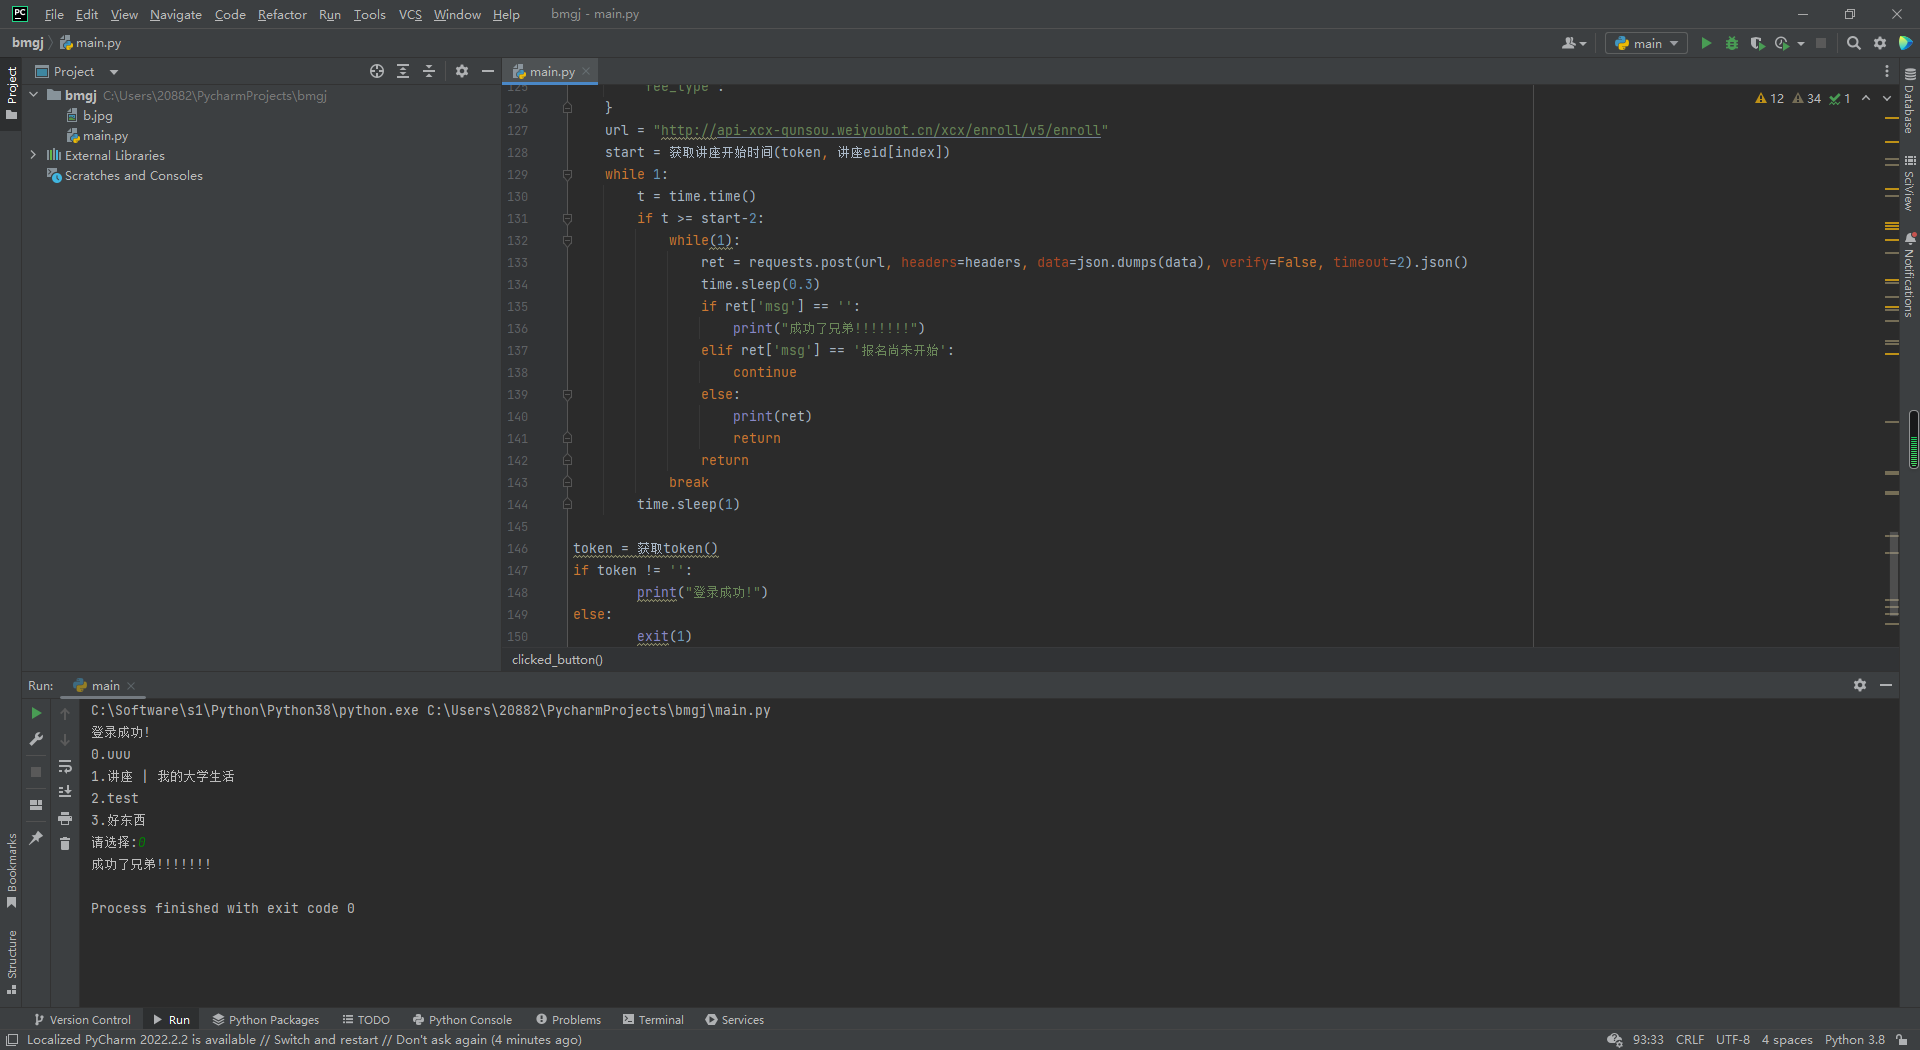 PC File Edit View Navigate Code Refactor Run Tools VCS Window Help bmgj - main.py
bmgj main.py main
Project main.py
bmgj C:\Users\20882\PycharmProjects\bmgj
b.jpg
main.py
External Libraries
Scratches and Consoles
Project
12 34 1
125 "fee_type":
126 }
127 url = "http://api-xcx-qunsou.weiyoubot.cn/xcx/enroll/v5/enroll"
128 start = 获取讲座开始时间(token, 讲座eid[index])
129 while 1:
130 t = time.time()
131 if t >= start-2:
132 while(1):
133 ret = requests.post(url, headers=headers, data=json.dumps(data), verify=False, timeout=2).json()
134 time.sleep(0.3)
135 if ret['msg'] == '':
136 print("成功了兄弟!!!!!!!")
137 elif ret['msg'] == '报名尚未开始':
138 continue
139 else:
140 print(ret)
141 return
142 return
143 break
144 time.sleep(1)
145
146 token = 获取token()
147 if token != '':
148 print("登录成功!")
149 else:
150 exit(1)
clicked_button()
Database
SciView
Notifications
Run: main
C:\Software\s1\Python\Python38\python.exe C:\Users\20882\PycharmProjects\bmgj\main.py
登录成功!
0.uuu
1.讲座 | 我的大学生活
2.test
3.好东西
请选择:0
成功了兄弟!!!!!!!
Process finished with exit code 0
Bookmarks
Structure
Version Control Run Python Packages TODO Python Console Problems Terminal Services
Localized PyCharm 2022.2.2 is available // Switch and restart // Don't ask again (4 minutes ago) 93:33 CRLF UTF-8 4 spaces Python 3.8